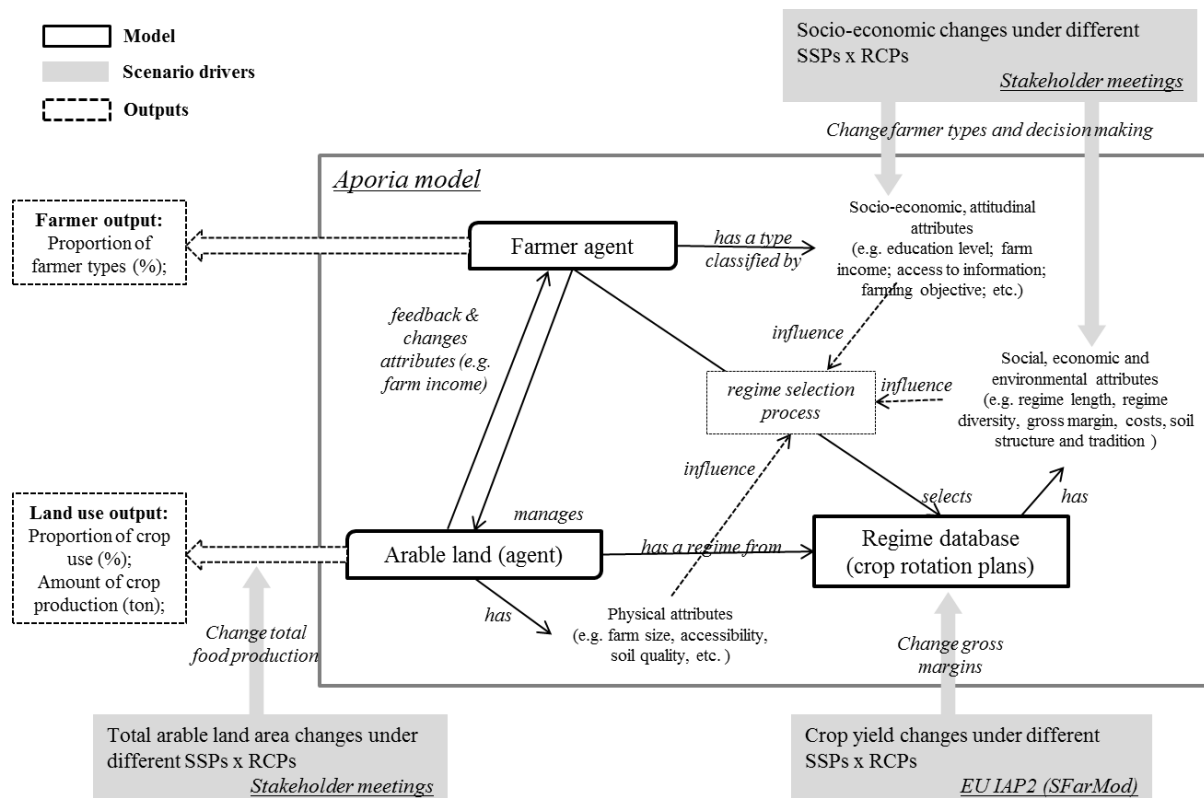 Model
Scenario drivers
Outputs
Socio-economic changes under different
SSPs x RCPs
Stakeholder meetings
Change farmer types and decision making
Aporia model
Farmer output:
Proportion of
farmer types (%);
Farmer agent
has a type
classified by
Socio-economic, attitudinal
attributes
(e.g. education level; farm
income; access to information;
farming objective; etc.)
feedback &
changes
attributes (e.g.
farm income)
influence
regime selection
process
influence
Social, economic and
environmental attributes
(e.g. regime length, regime
diversity, gross margin, costs, soil
structure and tradition )
influence
manages
selects
has
Land use output:
Proportion of crop
use (%);
Amount of crop
production (ton);
Arable land (agent)
has a regime from
Regime database
(crop rotation plans)
has
Physical attributes
(e.g. farm size, accessibility,
soil quality, etc. )
Change total
food production
Change gross
margins
Total arable land area changes under
different SSPs x RCPs
Stakeholder meetings
Crop yield changes under different
SSPs x RCPs
EU IAP2 (SFarMod)